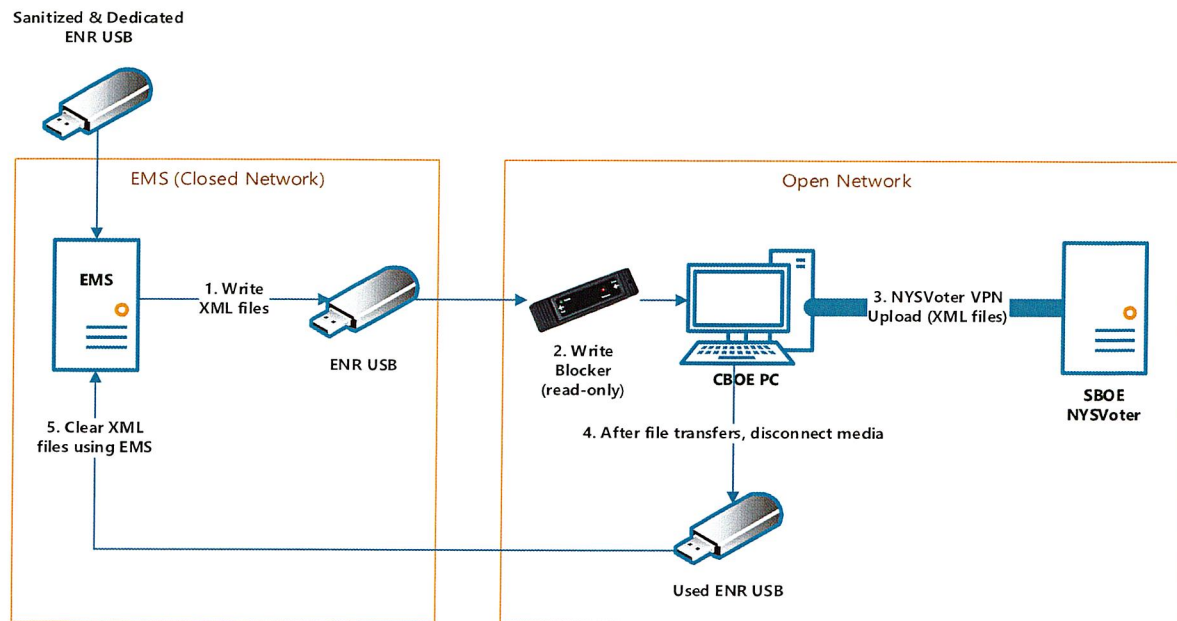 Sanitized & Dedicated
ENR USB
EMS (Closed Network)
Open Network
EMS
1. Write
XML files
ENR USB
2. Write
Blocker
(read-only)
CBOE PC
3. NYSVoter VPN
Upload (XML files)
SBOE
NYSVoter
4. After file transfers, disconnect media
5. Clear XML
files using EMS
Used ENR USB